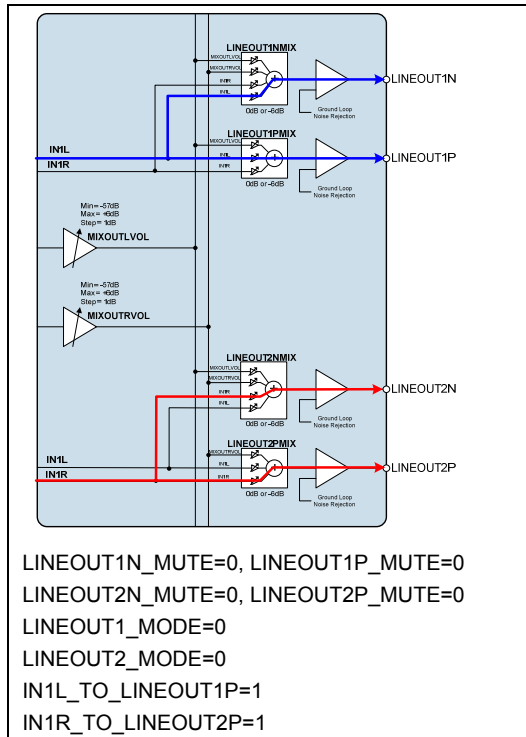 LINEOUT1NMIX
MIXOUTLVOL
MIXOUTRVOL
IN1R
IN1L
0dB or -6dB
Ground Loop
Noise Rejection
LINEOUT1N
LINEOUT1PMIX
MIXOUTLVOL
IN1L
IN1R
0dB or -6dB
Ground Loop
Noise Rejection
LINEOUT1P
IN1L
IN1R
Min= -57dB
Max= +6dB
Step= 1dB
MIXOUTLVOL
Min= -57dB
Max= +6dB
Step= 1dB
MIXOUTRVOL
LINEOUT2NMIX
MIXOUTLVOL
MIXOUTRVOL
IN1R
IN1L
0dB or -6dB
Ground Loop
Noise Rejection
LINEOUT2N
LINEOUT2PMIX
MIXOUTRVOL
IN1L
IN1R
0dB or -6dB
Ground Loop
Noise Rejection
LINEOUT2P
IN1L
IN1R
LINEOUT1N_MUTE=0, LINEOUT1P_MUTE=0
LINEOUT2N_MUTE=0, LINEOUT2P_MUTE=0
LINEOUT1_MODE=0
LINEOUT2_MODE=0
IN1L_TO_LINEOUT1P=1
IN1R_TO_LINEOUT2P=1